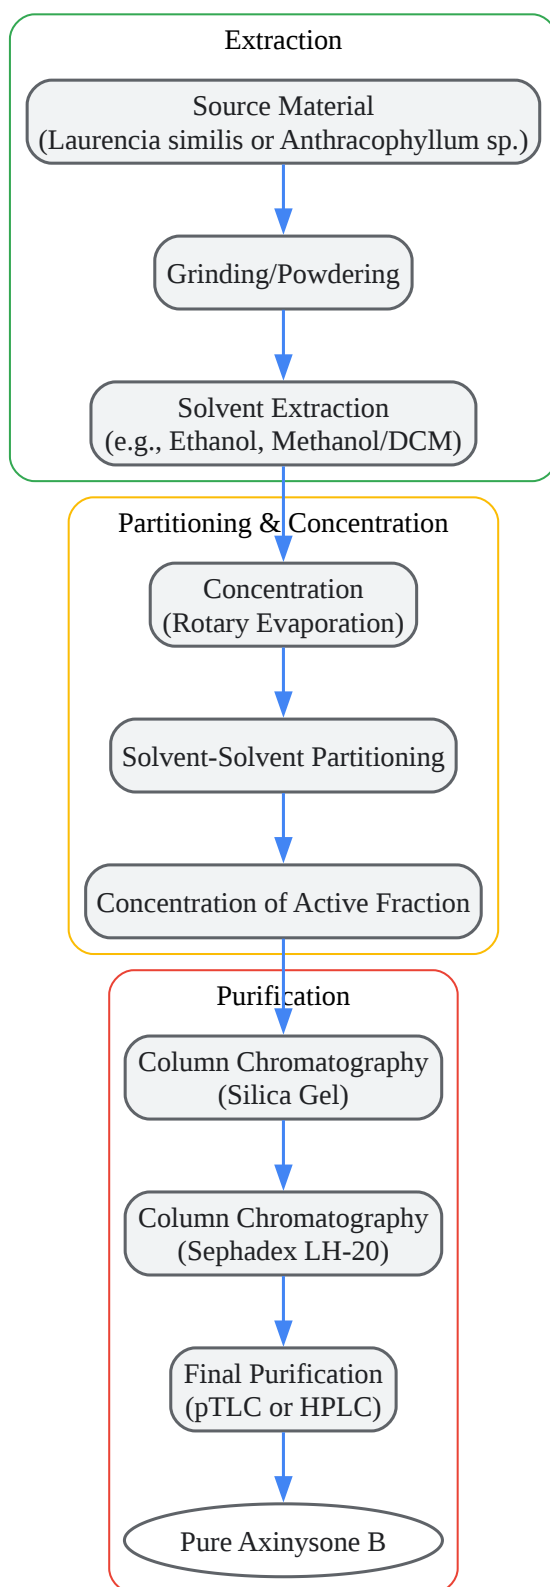 Extraction
Source Material
(Laurencia similis or Anthracophyllum sp.)
Grinding/Powdering
Solvent Extraction
(e.g., Ethanol, Methanol/DCM)
Partitioning & Concentration
Concentration
(Rotary Evaporation)
Solvent-Solvent Partitioning
Concentration of Active Fraction
Purification
Column Chromatography
(Silica Gel)
Column Chromatography
(Sephadex LH-20)
Final Purification
(pTLC or HPLC)
Pure Axinysone B